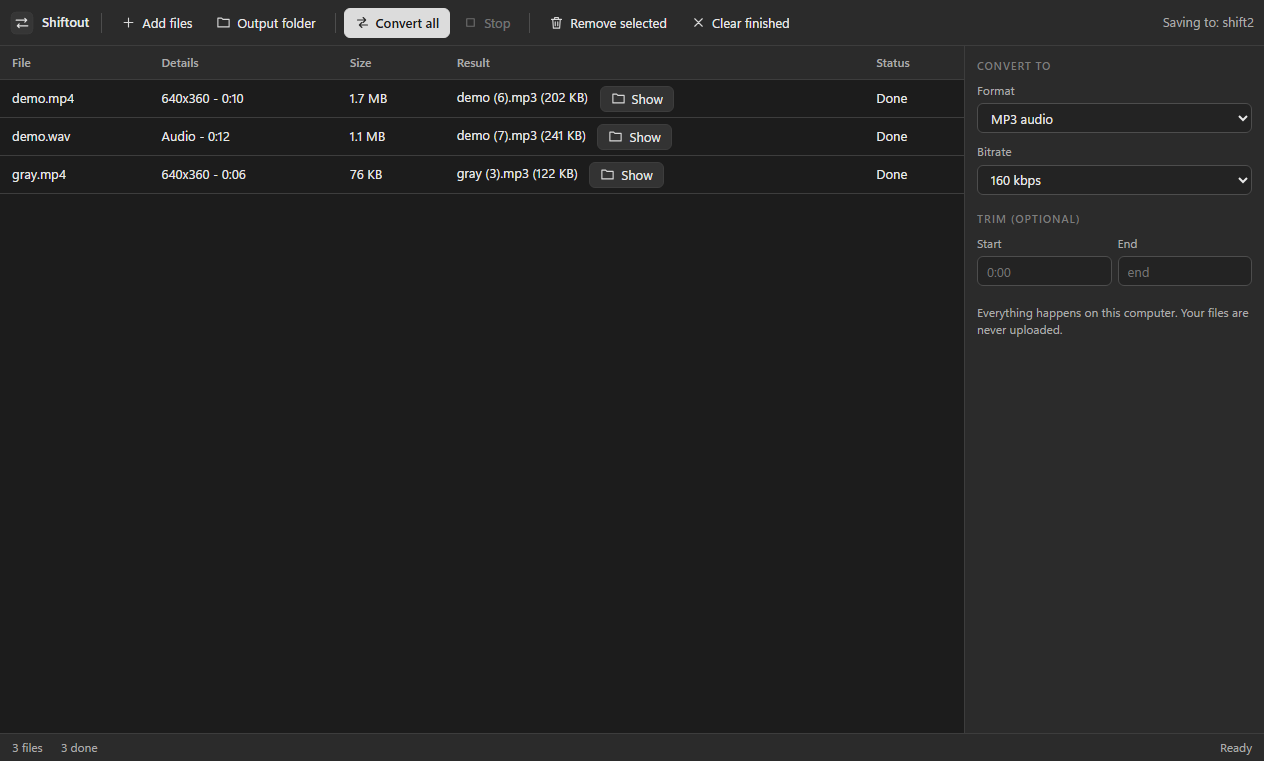 Shiftout Add files Output folder Convert all Stop Remove selected Clear finished Saving to: shift2
File Details Size Result Status
demo.mp4 640x360 - 0:10 1.7 MB demo (6).mp3 (202 KB) Show Done
demo.wav Audio - 0:12 1.1 MB demo (7).mp3 (241 KB) Show Done
gray.mp4 640x360 - 0:06 76 KB gray (3).mp3 (122 KB) Show Done
CONVERT TO
Format
MP3 audio
Bitrate
160 kbps
TRIM (OPTIONAL)
Start End
0:00 end
Everything happens on this computer. Your files are
never uploaded.
3 files 3 done Ready